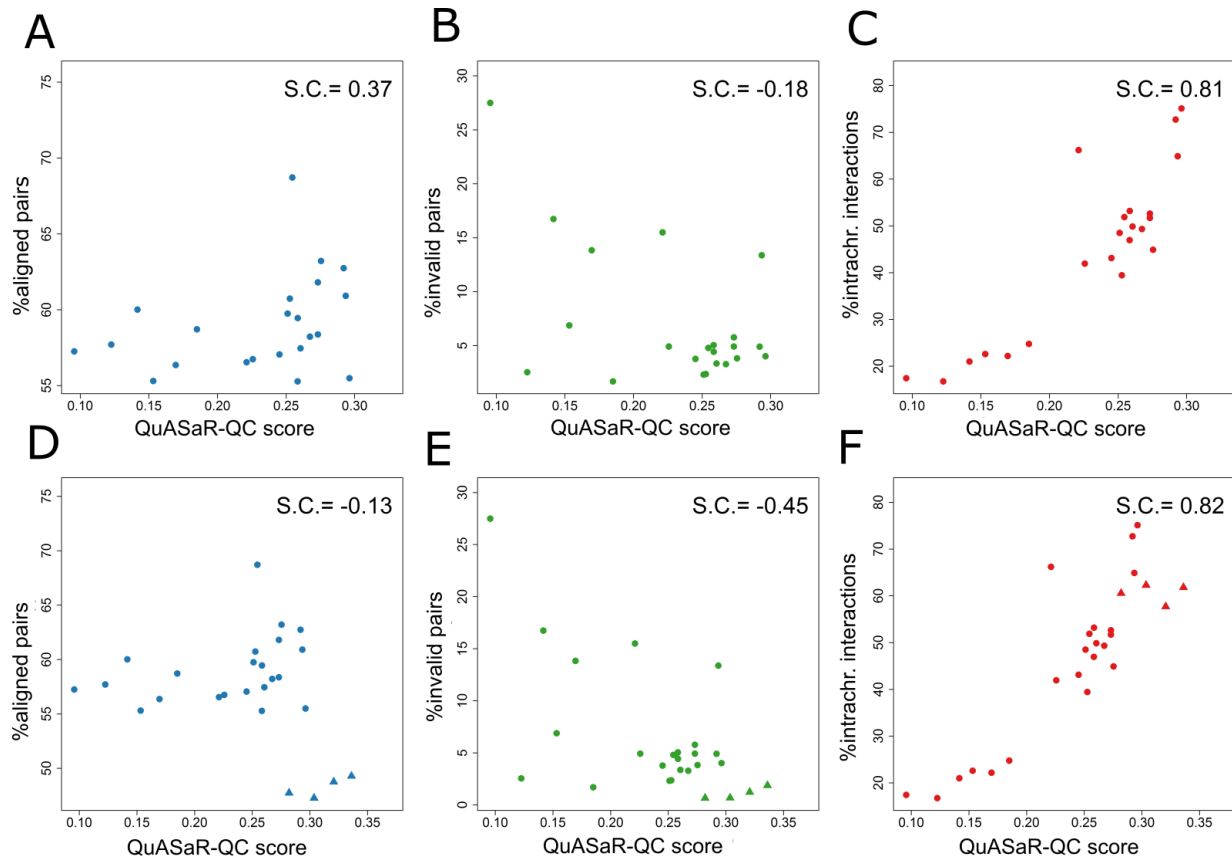 A
S.C.= 0.37
%aligned pairs
75
70
65
60
55
0.10 0.15 0.20 0.25 0.30
QuASaR-QC score
B
S.C.= -0.18
%invalid pairs
30
25
20
15
10
5
0.10 0.15 0.20 0.25 0.30
QuASaR-QC score
C
S.C.= 0.81
%intrachr. interactions
80
70
60
50
40
30
20
0.10 0.15 0.20 0.25 0.30
QuASaR-QC score
D
S.C.= -0.13
%aligned pairs
75
70
65
60
55
50
0.10 0.15 0.20 0.25 0.30 0.35
QuASaR-QC score
E
S.C.= -0.45
%invalid pairs
30
25
20
15
10
5
0
0.10 0.15 0.20 0.25 0.30 0.35
QuASaR-QC score
F
S.C.= 0.82
%intrachr. interactions
80
70
60
50
40
30
20
0.10 0.15 0.20 0.25 0.30 0.35
QuASaR-QC score